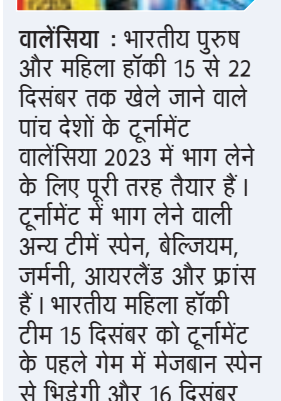 वालेंसिया : भारतीय पुरुष
और महिला हॉकी 15 से 22
दिसंबर तक खेले जाने वाले
पांच देशों के टूर्नामेंट
वालेंसिया 2023 में भाग लेने
के लिए पूरी तरह तैयार हैं।
टूर्नामेंट में भाग लेने वाली
अन्य टीमें स्पेन, बेल्जियम,
जर्मनी, आयरलैंड और फ्रांस
हैं। भारतीय महिला हॉकी
टीम 15 दिसंबर को टूर्नामेंट
के पहले गेम में मेजबान स्पेन
से भिड़ेगी और 16 दिसंबर